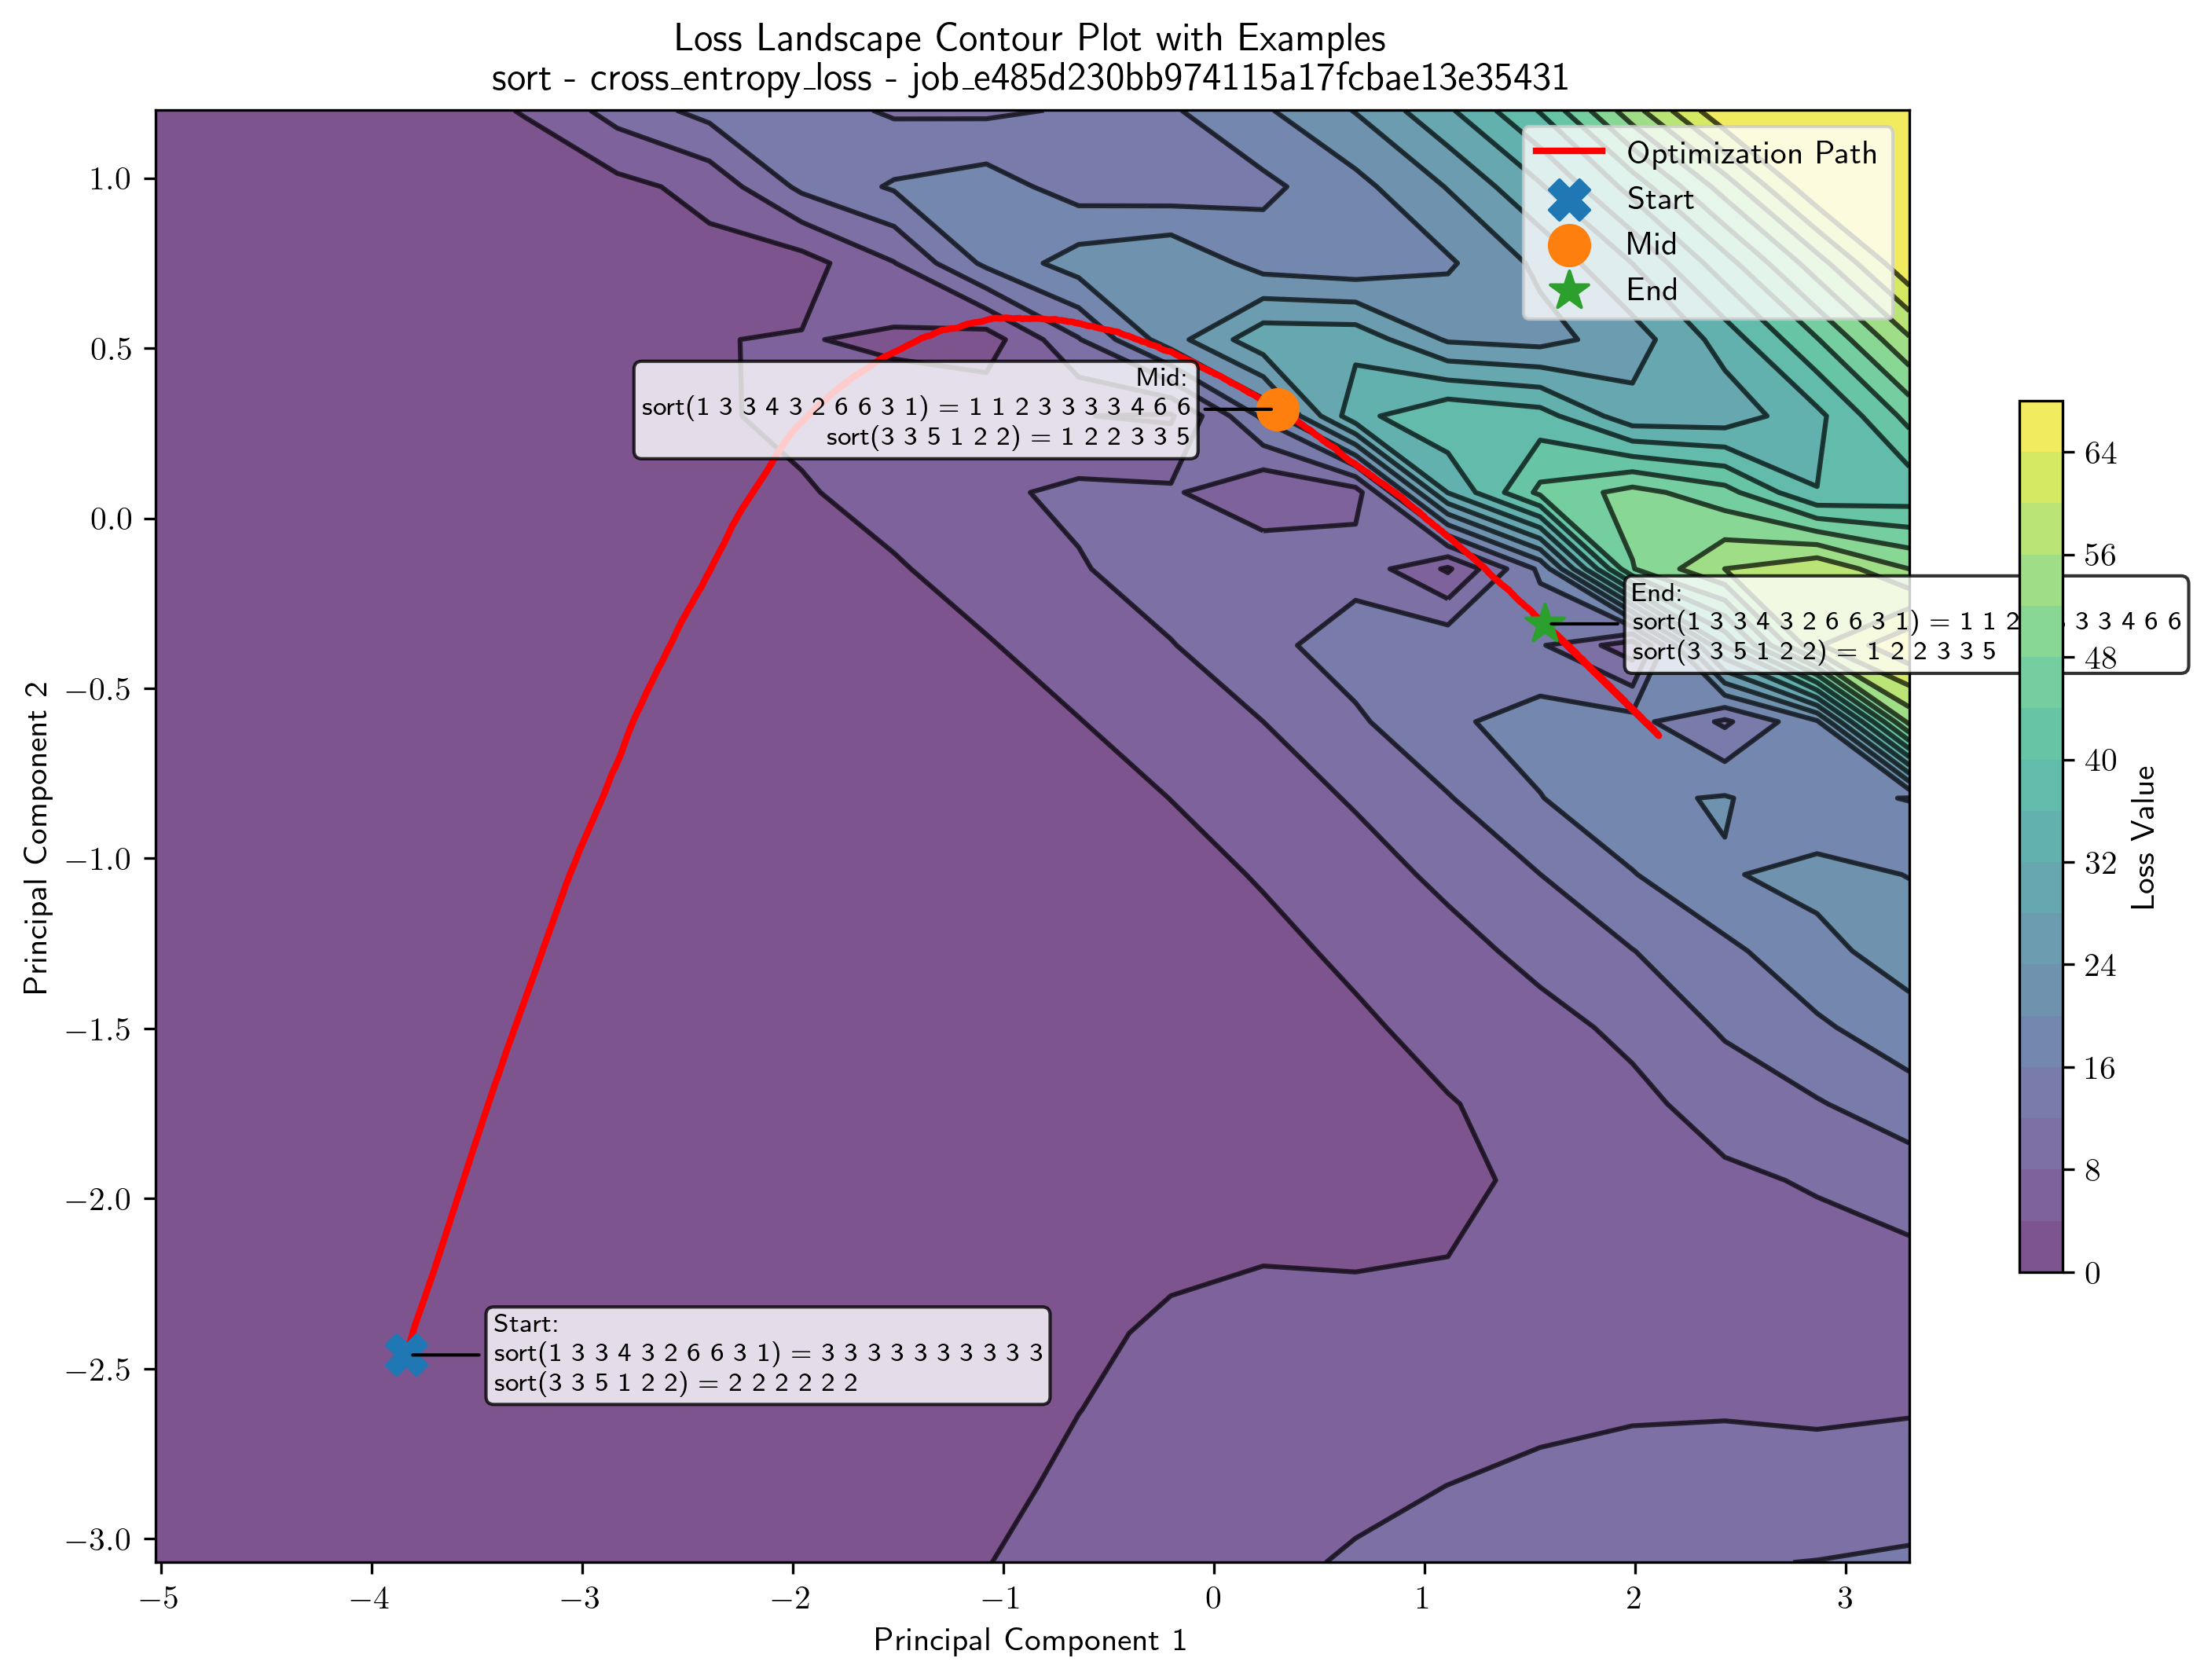 Loss Landscape Contour Plot with Examples
sort - cross_entropy_loss - job_e485d230bb974115a17fcbae13e35431
Optimization Path
Start
Mid
End
1.0
0.5
0.0
−0.5
−1.0
−1.5
−2.0
−2.5
−3.0
Principal Component 2
Mid:
sort(1 3 3 4 3 2 6 6 3 1) = 1 1 2 3 3 3 3 4 6 6
sort(3 3 5 1 2 2) = 1 2 2 3 3 5
End:
sort(1 3 3 4 3 2 6 6 3 1) = 1 1 2 3 3 4 6 6
sort(3 3 5 1 2 2) = 1 2 2 3 3 5
Start:
sort(1 3 3 4 3 2 6 6 3 1) = 3 3 3 3 3 3 3 3 3 3
sort(3 3 5 1 2 2) = 2 2 2 2 2 2
−5
−4
−3
−2
−1
0
1
2
3
Principal Component 1
64
56
48
40
32
24
16
8
0
Loss Value